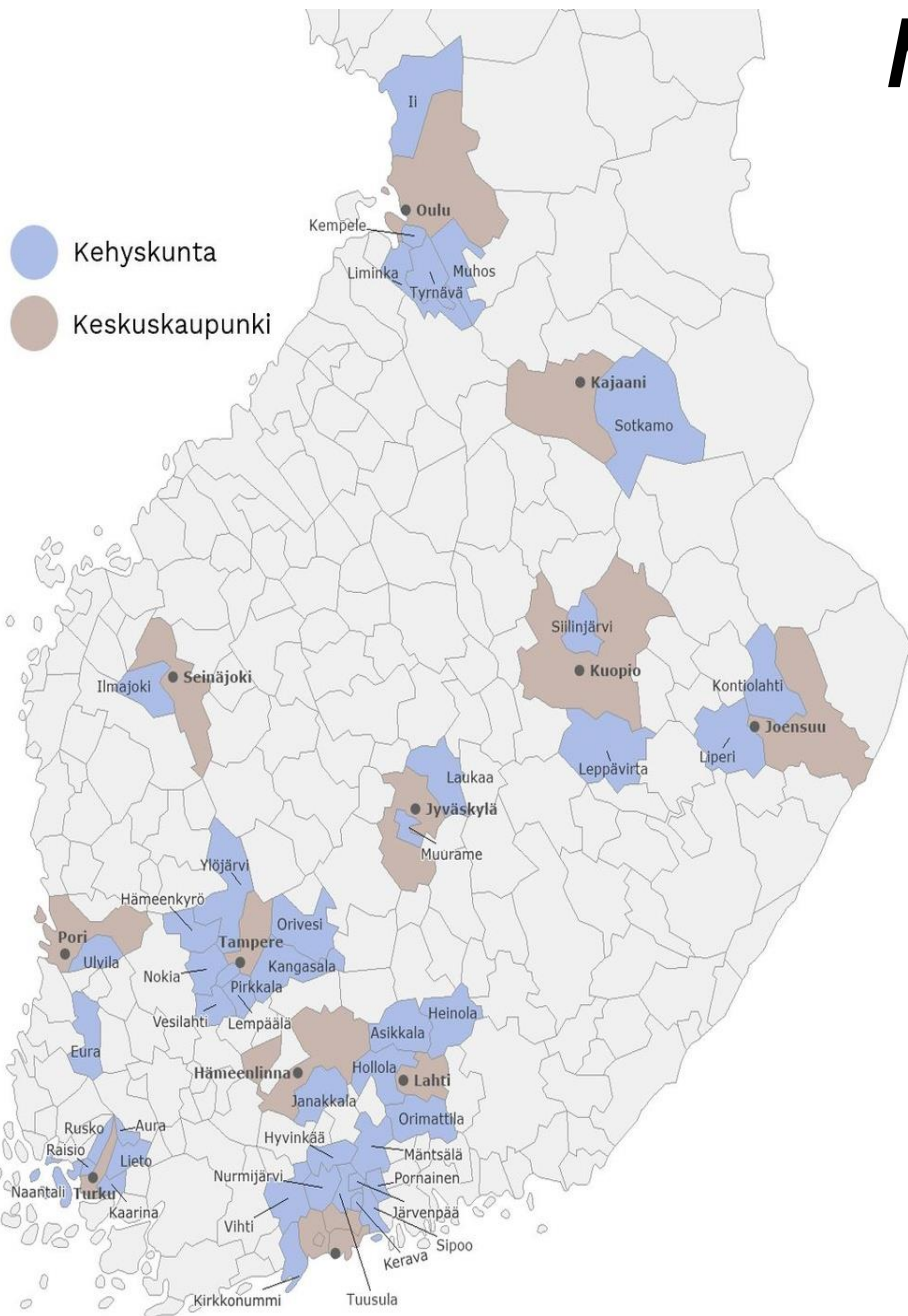 Ii
Oulu
Kempele
Liminka
Tyrnävä
Muhos
Kehyskunta
Keskuskaupunki
Kajaani
Sotkamo
Siilinjärvi
Kuopio
Leppävirta
Kontiolahti
Joensuu
Liperi
Seinäjoki
Ilmajoki
Laukaa
Jyväskylä
Muurame
Ylöjärvi
Hämeenkyrö
Orivesi
Tampere
Kangasala
Nokia
Pirkkala
Vesilahti
Lempäälä
Pori
Ulvila
Eura
Heinola
Asikkala
Hollola
Lahti
Hämeenlinna
Janakkala
Orimattila
Rusko
Aura
Raisio
Lieto
Naantali
Turku
Kaarina
Hyvinkää
Mäntsälä
Nurmijärvi
Pornainen
Järvenpää
Vihti
Sipoo
Kerava
Kirkkonummi
Tuusula